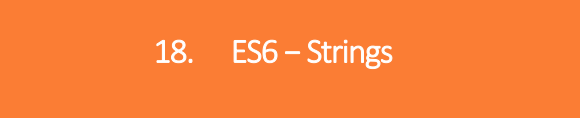 18. ES6 – Strings